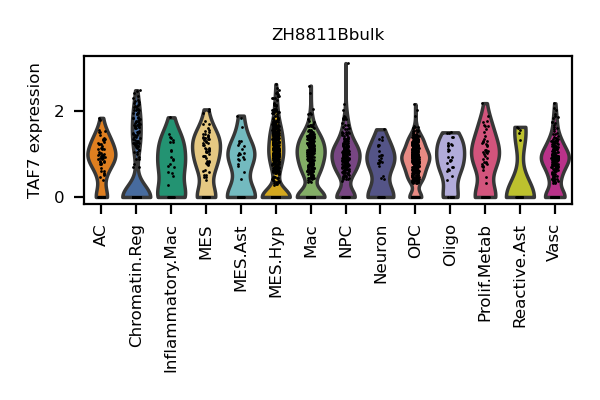 ZH8811Bbulk
TAF7 expression
2
0
AC
Chromatin.Reg
Inflammatory.Mac
MES
MES.Ast
MES.Hyp
Mac
NPC
Neuron
OPC
Oligo
Prolif.Metab
Reactive.Ast
Vasc